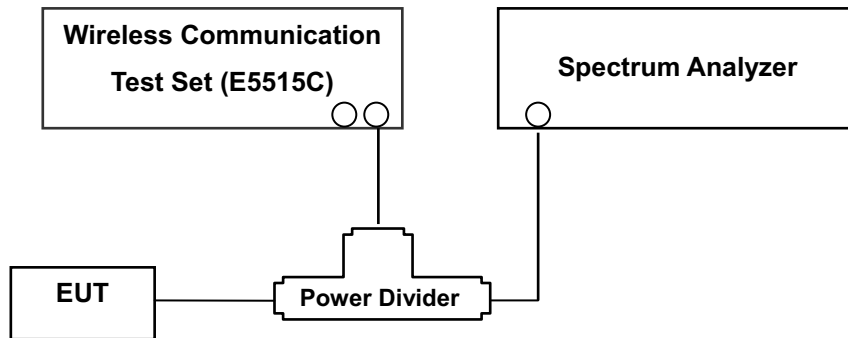 Wireless Communication
Test Set (E5515C)
Spectrum Analyzer
EUT
Power Divider